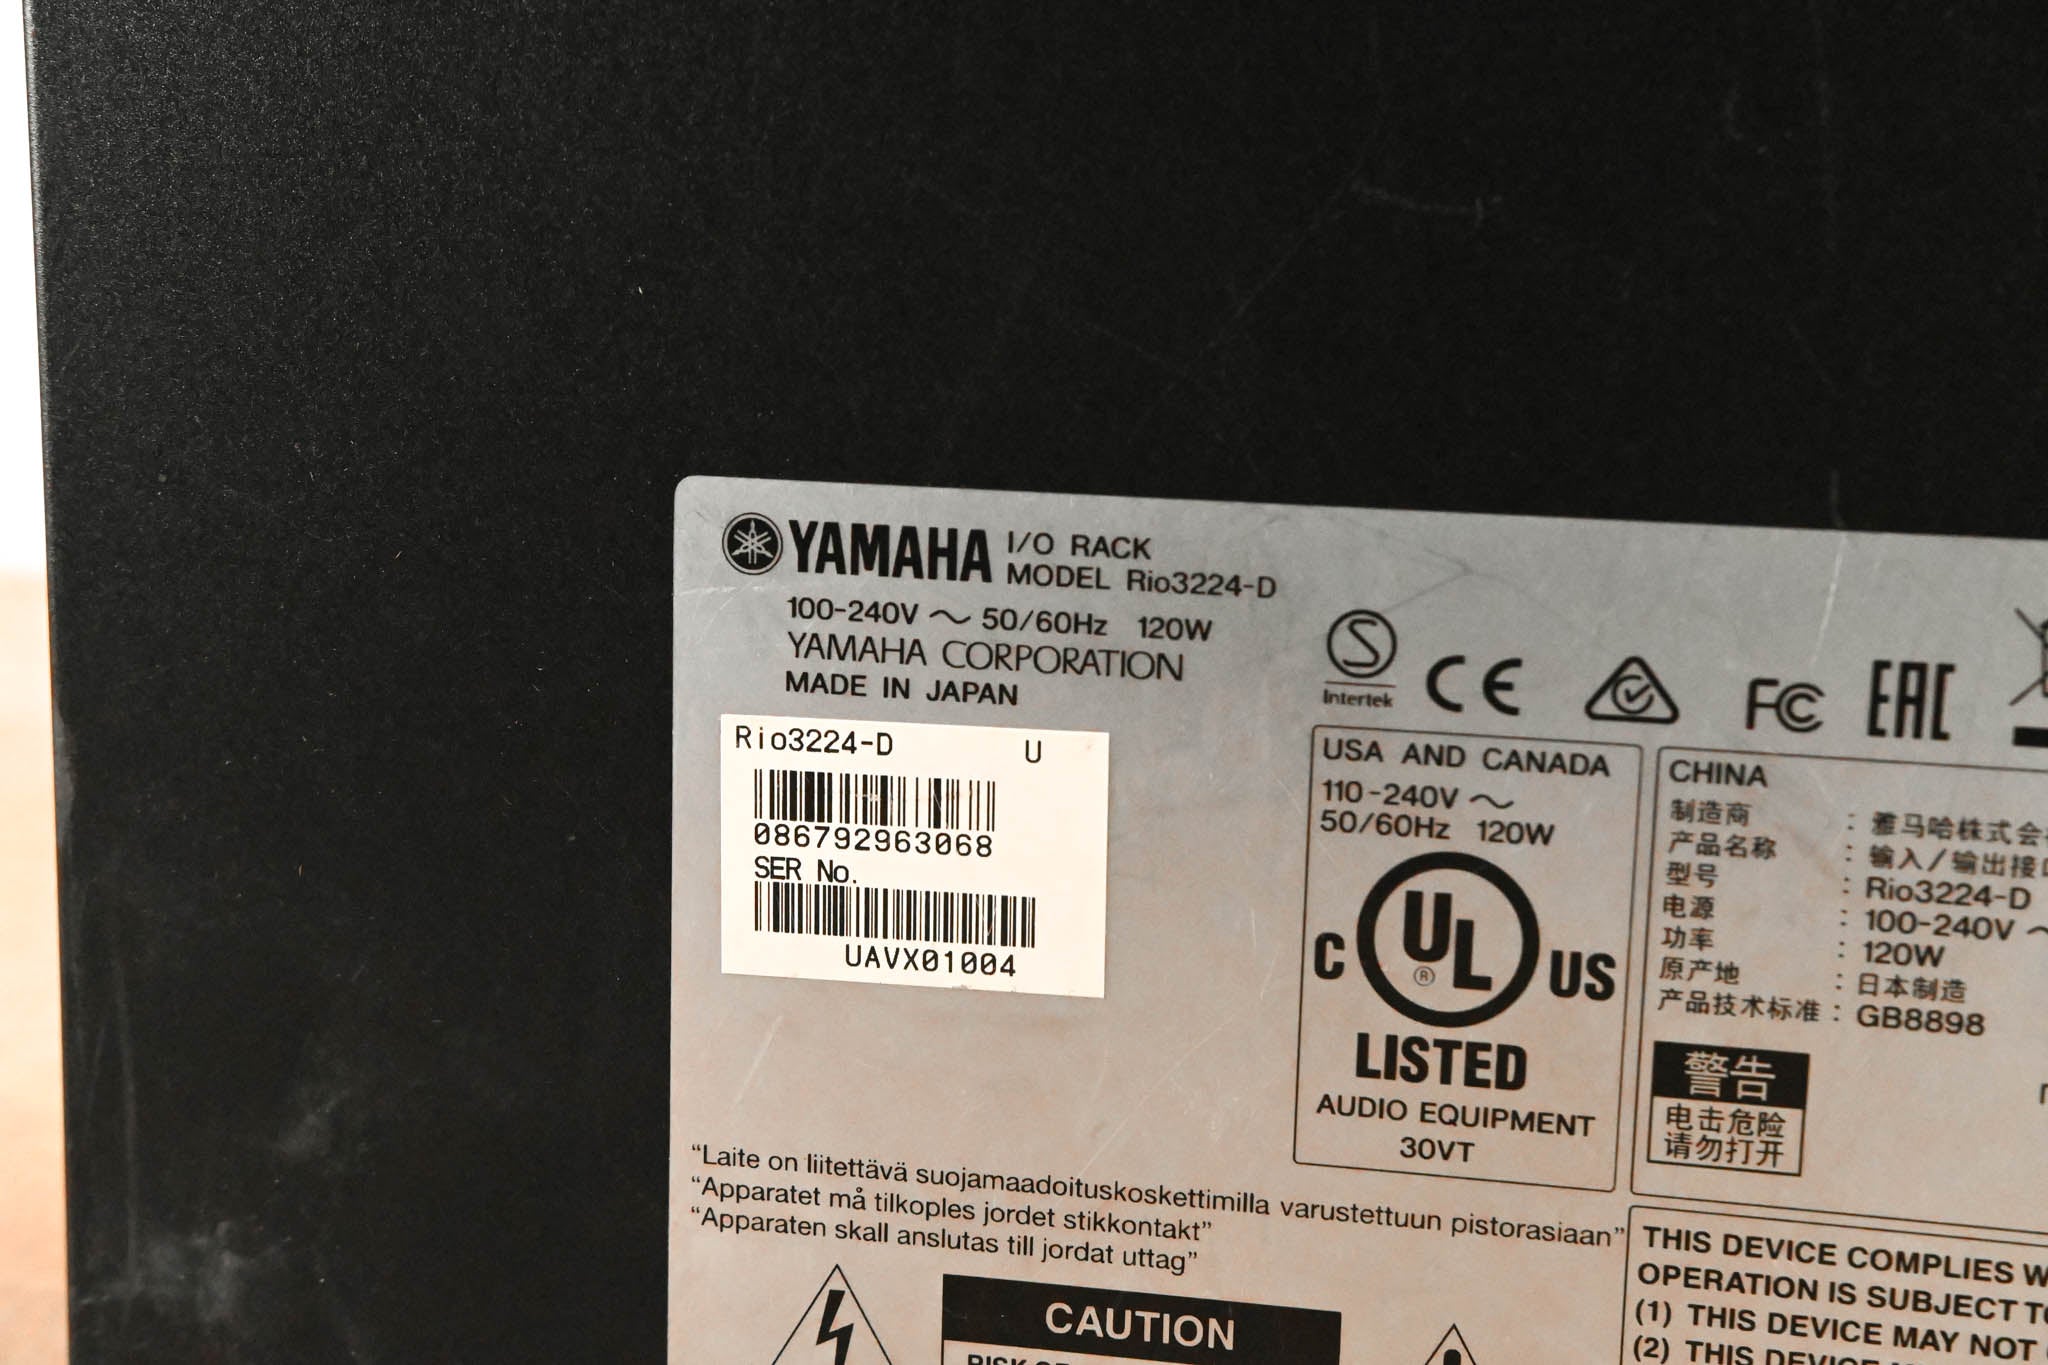 YAMAHA I/O RACK
MODEL Rio3224-D
100-240V ～ 50/60Hz 120W
YAMAHA CORPORATION
MADE IN JAPAN
Rio3224-D U
086792963068
SER No.
UAVX01004
Intertek
CE
FC
EAC
USA AND CANADA
110-240V ～
50/60Hz 120W
C UL ® US
LISTED
AUDIO EQUIPMENT
30VT
CHINA
制造商 : 雅马哈株式会
产品名称 : 输入/输出接口
型号 : Rio3224-D
电源 : 100-240V ～
功率 : 120W
原产地 : 日本制造
产品技术标准 : GB8898
警告
电击危险
请勿打开
“Laite on liitettävä suojamaadoituskoskettimilla varustettuun pistorasiaan”
“Apparatet må tilkoples jordet stikkontakt”
“Apparaten skall anslutas till jordat uttag”
CAUTION
THIS DEVICE COMPLIES W
OPERATION IS SUBJECT TO
(1) THIS DEVICE MAY NOT
(2) THIS DEVICE